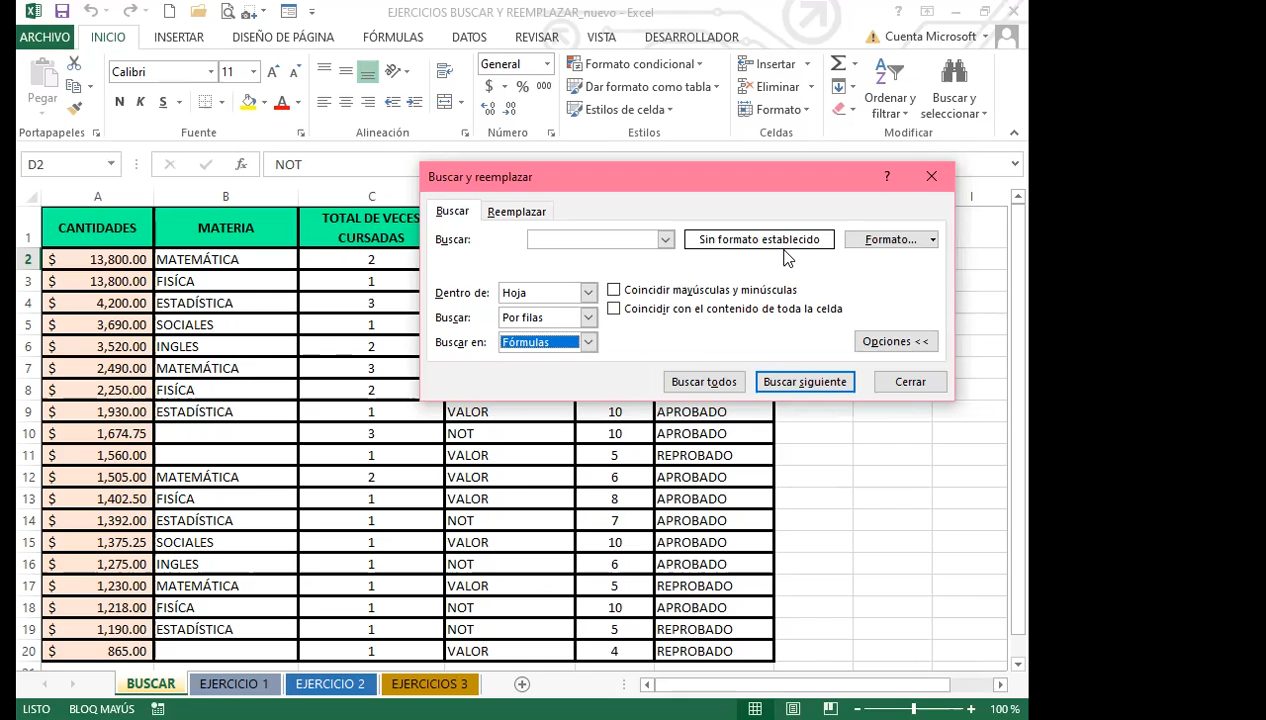 EJERCICIOS BUSCAR Y REEMPLAZAR_nuevo - Excel
ARCHIVO INICIO INSERTAR DISEÑO DE PÁGINA FÓRMULAS DATOS REVISAR VISTA DESARROLLADOR Cuenta Microsoft
Pegar
Portapapeles
Calibri 11
N K S
Fuente
Alineación
General
$ % 000
Número
Formato condicional
Dar formato como tabla
Estilos de celda
Estilos
Insertar
Eliminar
Formato
Celdas
Ordenar y filtrar
Buscar y seleccionar
Modificar
D2 fx NOT
Buscar y reemplazar ?
Buscar Reemplazar
Buscar: Sin formato establecido Formato...
Dentro de: Hoja Coincidir mayúsculas y minúsculas
Buscar: Por filas Coincidir con el contenido de toda la celda
Buscar en: Fórmulas Opciones <<
Buscar todos Buscar siguiente Cerrar
A B C I
1 CANTIDADES MATERIA TOTAL DE VECES CURSADAS
2 $ 13,800.00 MATEMÁTICA 2
3 $ 13,800.00 FISÍCA 1
4 $ 4,200.00 ESTADÍSTICA 3
5 $ 3,690.00 SOCIALES 1
6 $ 3,520.00 INGLES 2
7 $ 2,490.00 MATEMÁTICA 3
8 $ 2,250.00 FISÍCA 2
9 $ 1,930.00 ESTADÍSTICA 1 VALOR 10 APROBADO
10 $ 1,674.75 3 NOT 10 APROBADO
11 $ 1,560.00 1 VALOR 5 REPROBADO
12 $ 1,505.00 MATEMÁTICA 2 VALOR 6 APROBADO
13 $ 1,402.50 FISÍCA 1 VALOR 8 APROBADO
14 $ 1,392.00 ESTADÍSTICA 1 NOT 7 APROBADO
15 $ 1,375.25 SOCIALES 1 VALOR 10 APROBADO
16 $ 1,275.00 INGLES 1 NOT 6 APROBADO
17 $ 1,230.00 MATEMÁTICA 1 VALOR 5 REPROBADO
18 $ 1,218.00 FISÍCA 1 NOT 10 APROBADO
19 $ 1,190.00 ESTADÍSTICA 1 NOT 5 REPROBADO
20 $ 865.00 1 VALOR 4 REPROBADO
BUSCAR EJERCICIO 1 EJERCICIO 2 EJERCICIOS 3
LISTO BLOQ MAYÚS 100 %